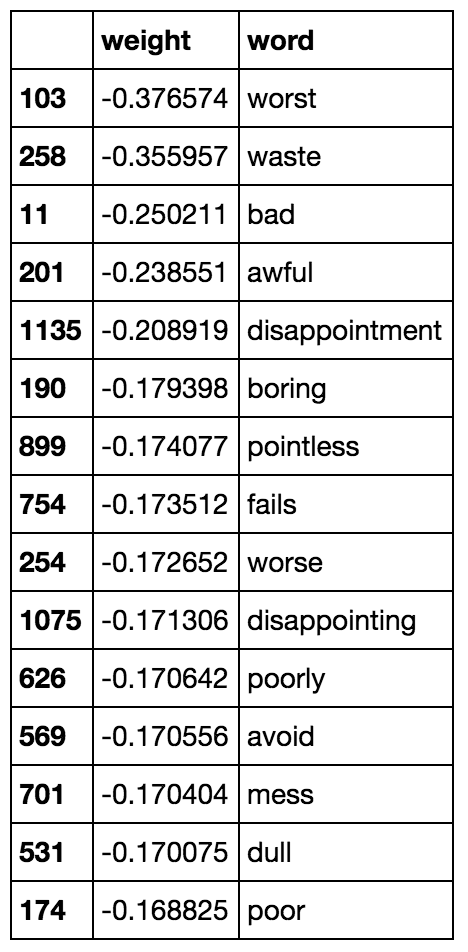 weight word
103 -0.376574 worst
258 -0.355957 waste
11 -0.250211 bad
201 -0.238551 awful
1135 -0.208919 disappointment
190 -0.179398 boring
899 -0.174077 pointless
754 -0.173512 fails
254 -0.172652 worse
1075 -0.171306 disappointing
626 -0.170642 poorly
569 -0.170556 avoid
701 -0.170404 mess
531 -0.170075 dull
174 -0.168825 poor